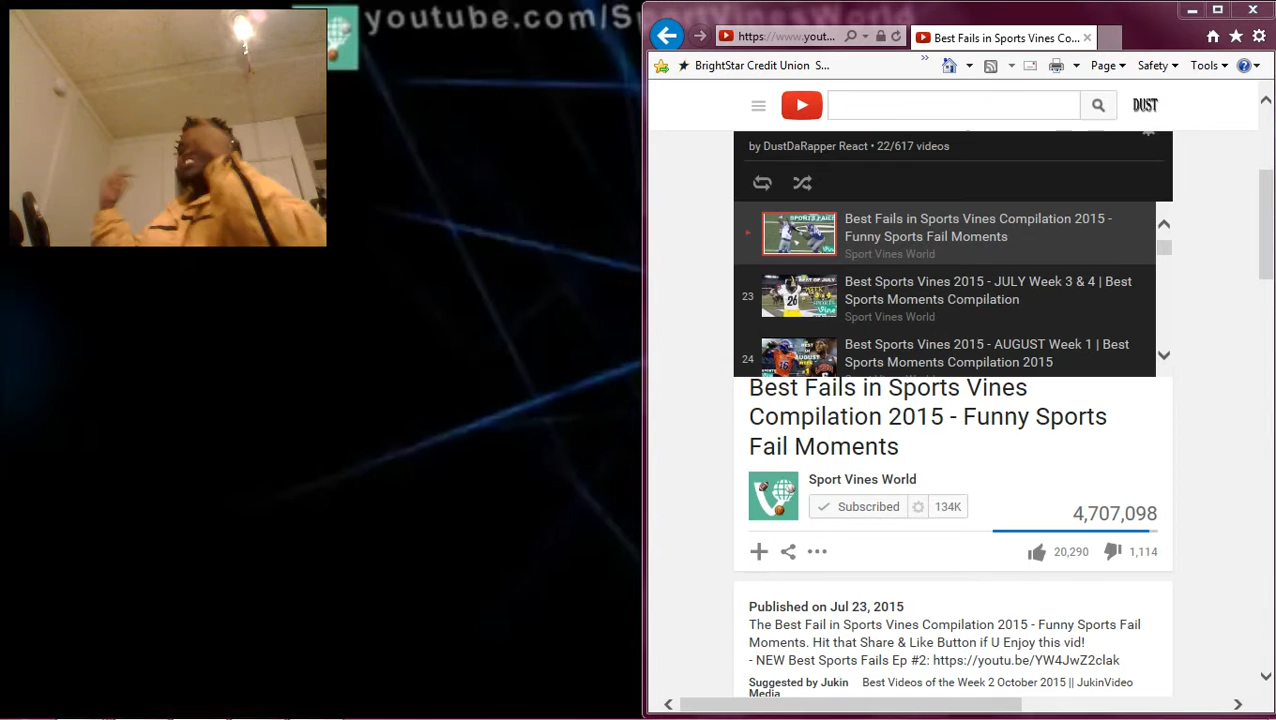 youtube.com/S
https://www.yout...
Best Fails in Sports Vines Co...
BrightStar Credit Union S...
Page
Safety
Tools
DUST
by DustDaRapper React • 22/617 videos
Best Fails in Sports Vines Compilation 2015 -
Funny Sports Fail Moments
Sport Vines World
23
Best Sports Vines 2015 - JULY Week 3 & 4 | Best
Sports Moments Compilation
Sport Vines World
24
Best Sports Vines 2015 - AUGUST Week 1 | Best
Sports Moments Compilation 2015
Best Fails in Sports Vines
Compilation 2015 - Funny Sports
Fail Moments
Sport Vines World
Subscribed
134K
4,707,098
20,290
1,114
Published on Jul 23, 2015
The Best Fail in Sports Vines Compilation 2015 - Funny Sports Fail
Moments. Hit that Share & Like Button if U Enjoy this vid!
- NEW Best Sports Fails Ep #2: https://youtu.be/YW4JwZ2clak
Suggested by Jukin Best Videos of the Week 2 October 2015 || JukinVideo
Media